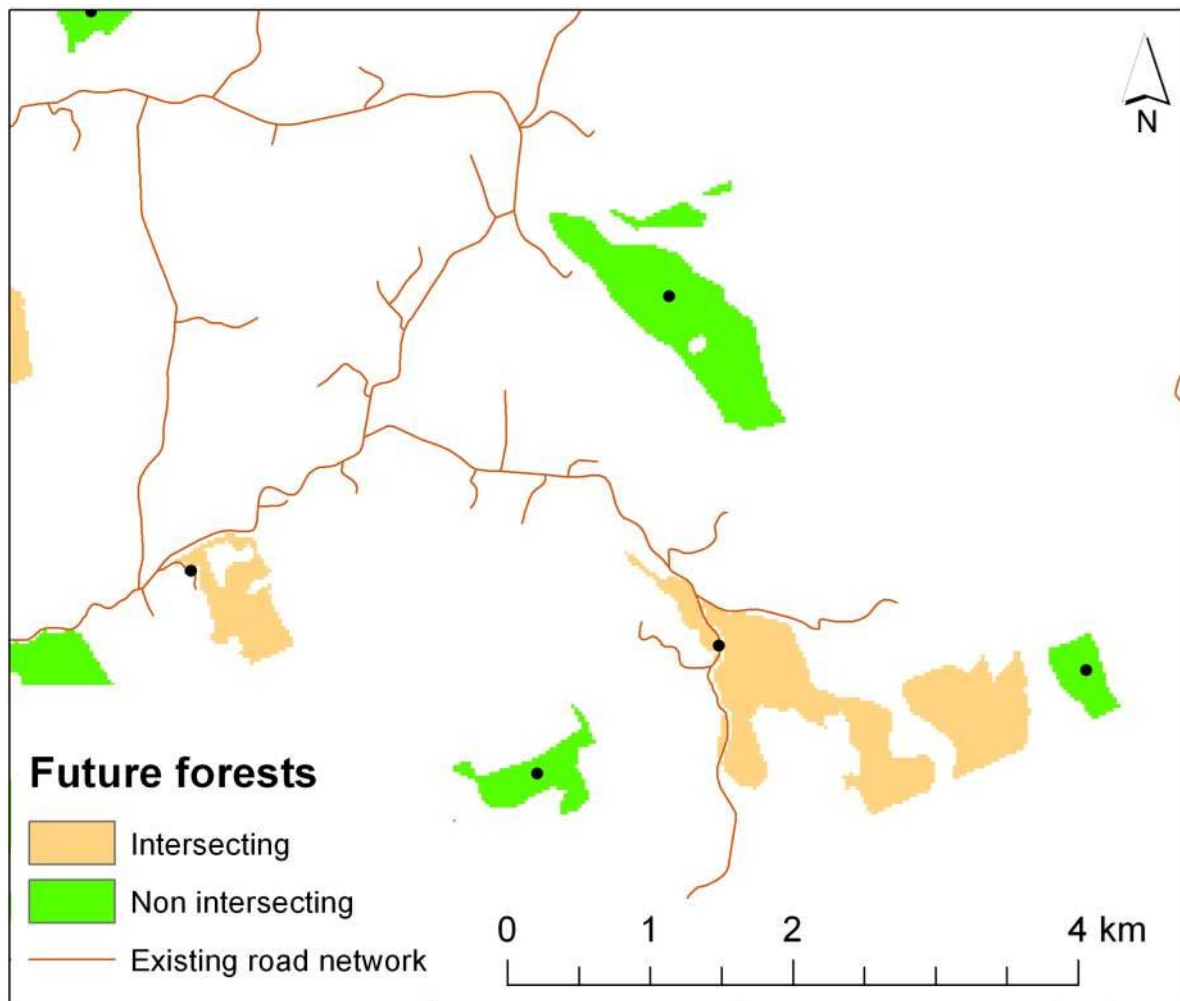 N
Future forests
Intersecting
Non intersecting
Existing road network
0 1 2 4 km